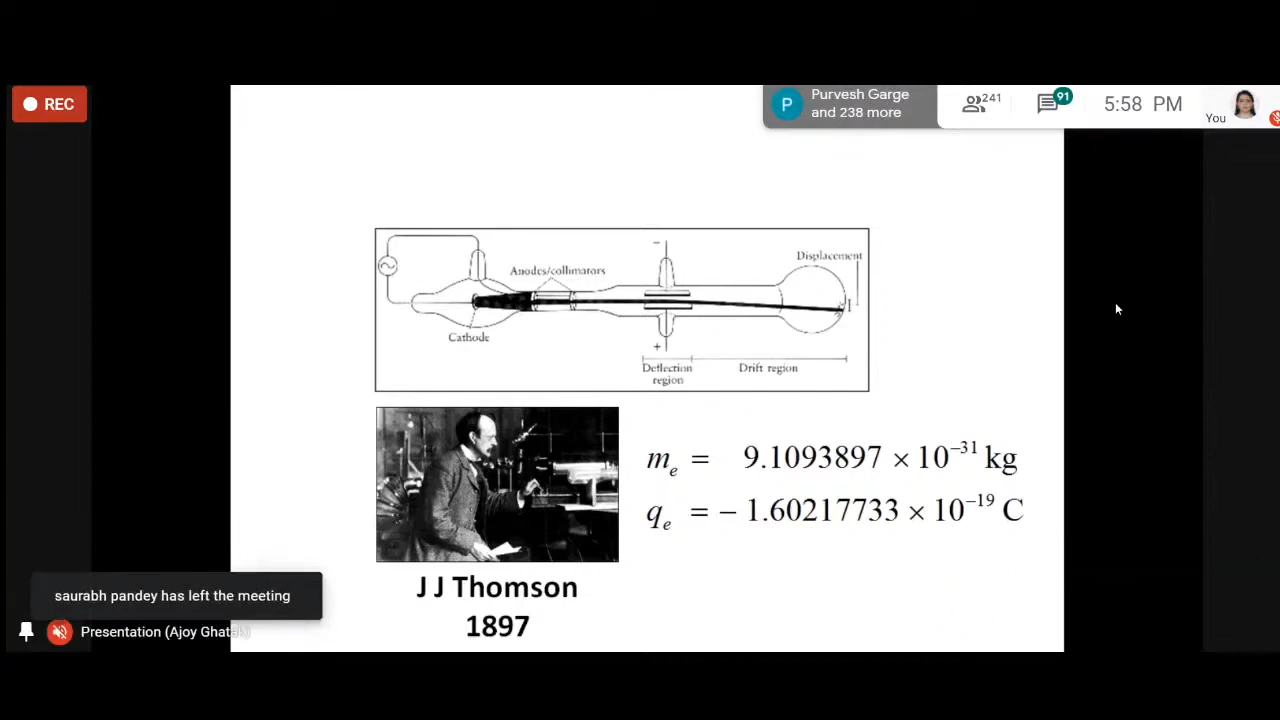 REC
P
Purvesh Garge
and 238 more
241
91
5:58 PM
You
−
Displacement
Anodes/collimators
Cathode
+
Deflection
region
Drift region
mₑ = 9.1093897 × 10⁻³¹ kg
qₑ = − 1.60217733 × 10⁻¹⁹ C
J J Thomson
1897
saurabh pandey has left the meeting
Presentation (Ajoy Ghatak)